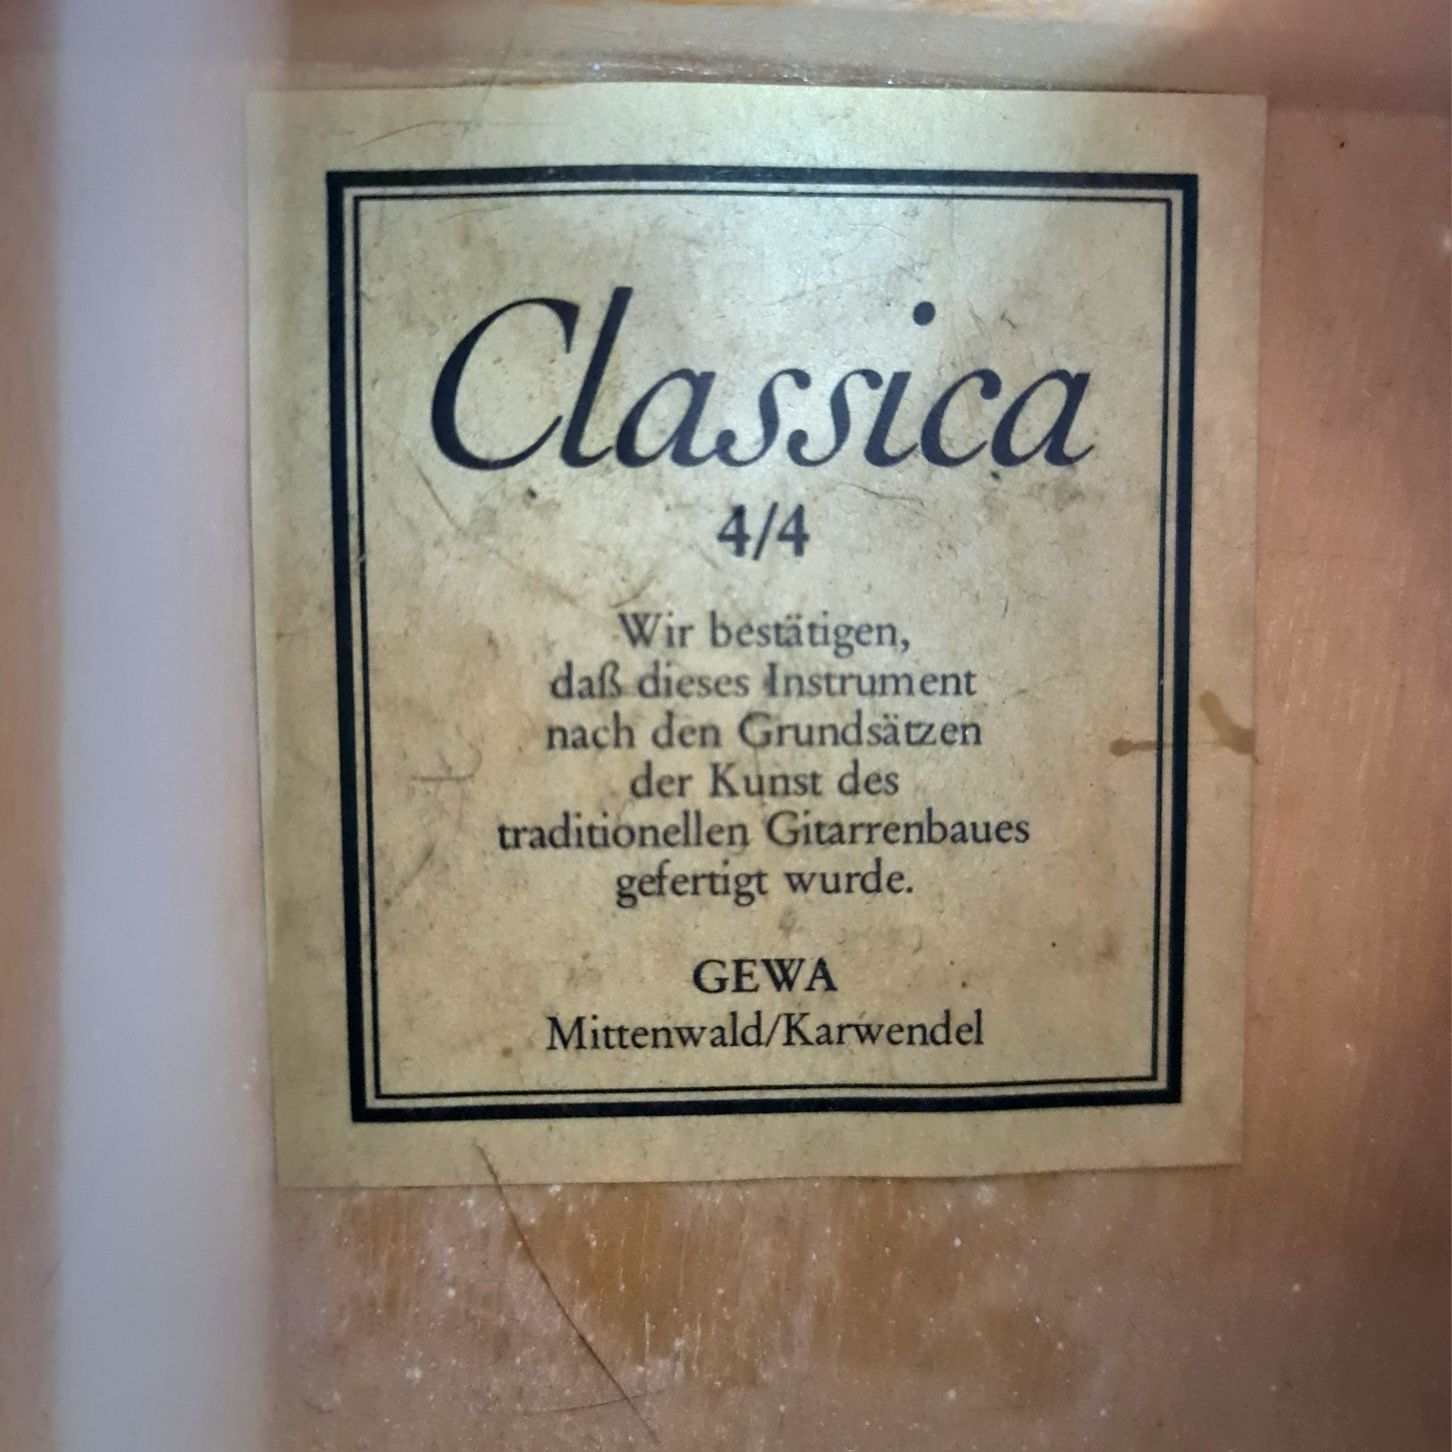 Classica
4/4
Wir bestätigen,
daß dieses Instrument
nach den Grundsätzen
der Kunst des
traditionellen Gitarrenbaues
gefertigt wurde.
GEWA
Mittenwald/Karwendel